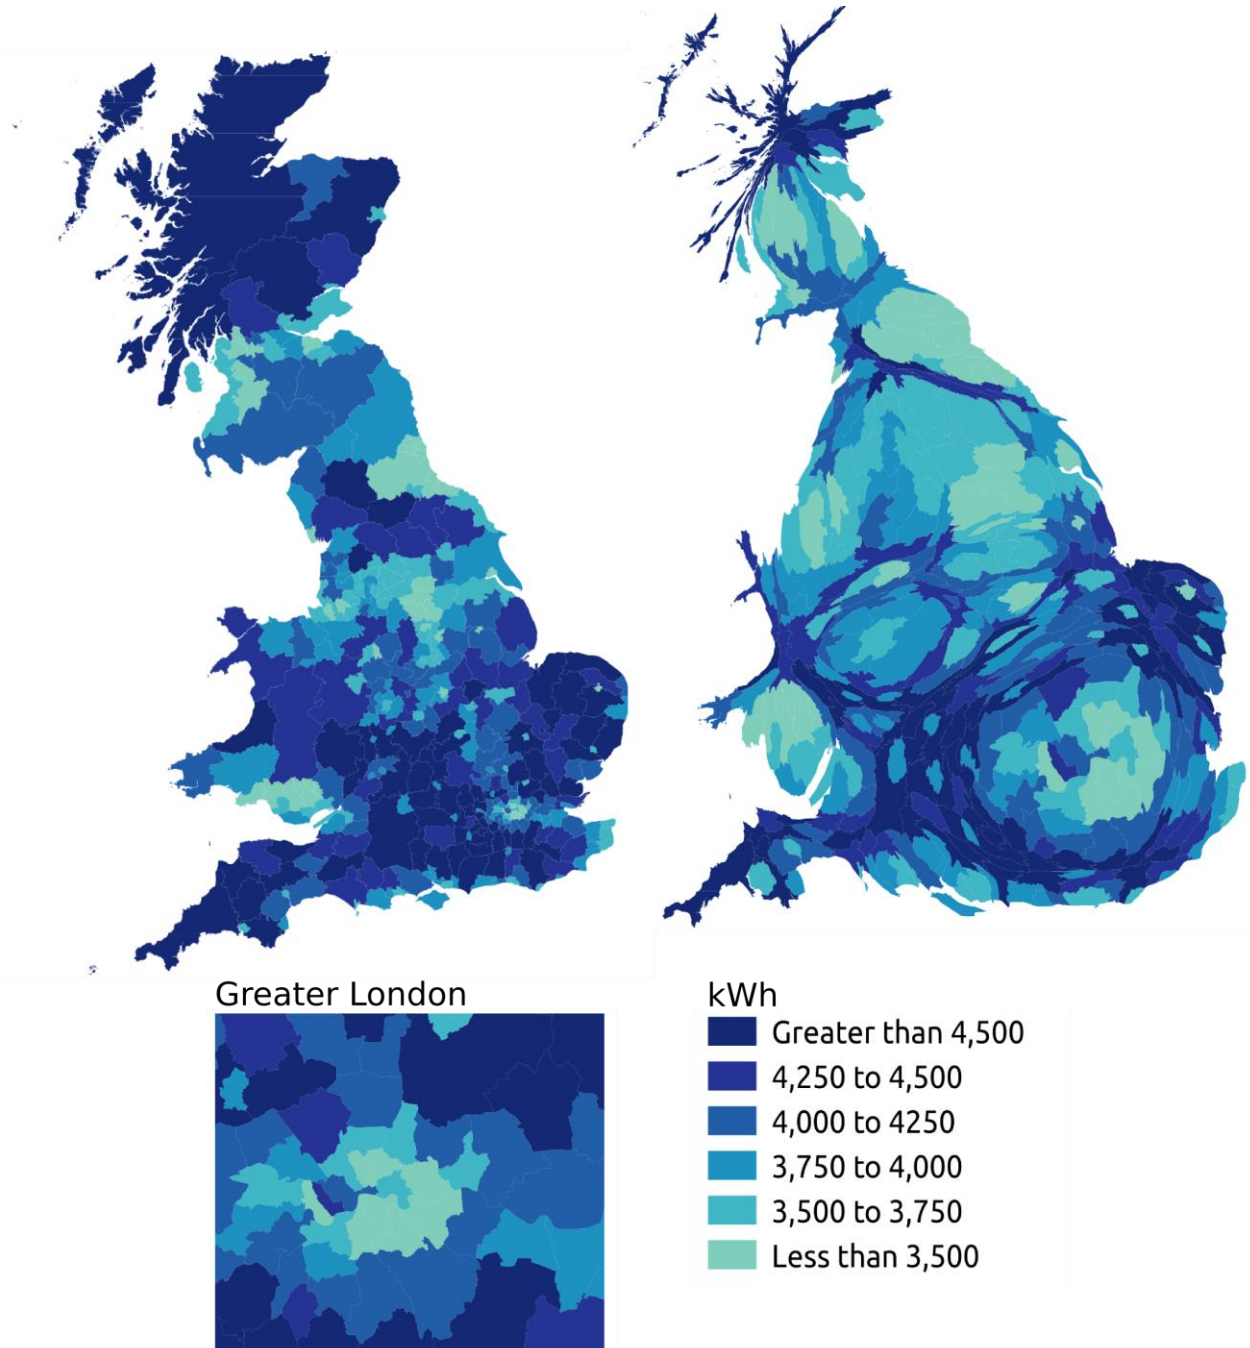 Greater London
kWh
Greater than 4,500
4,250 to 4,500
4,000 to 4250
3,750 to 4,000
3,500 to 3,750
Less than 3,500